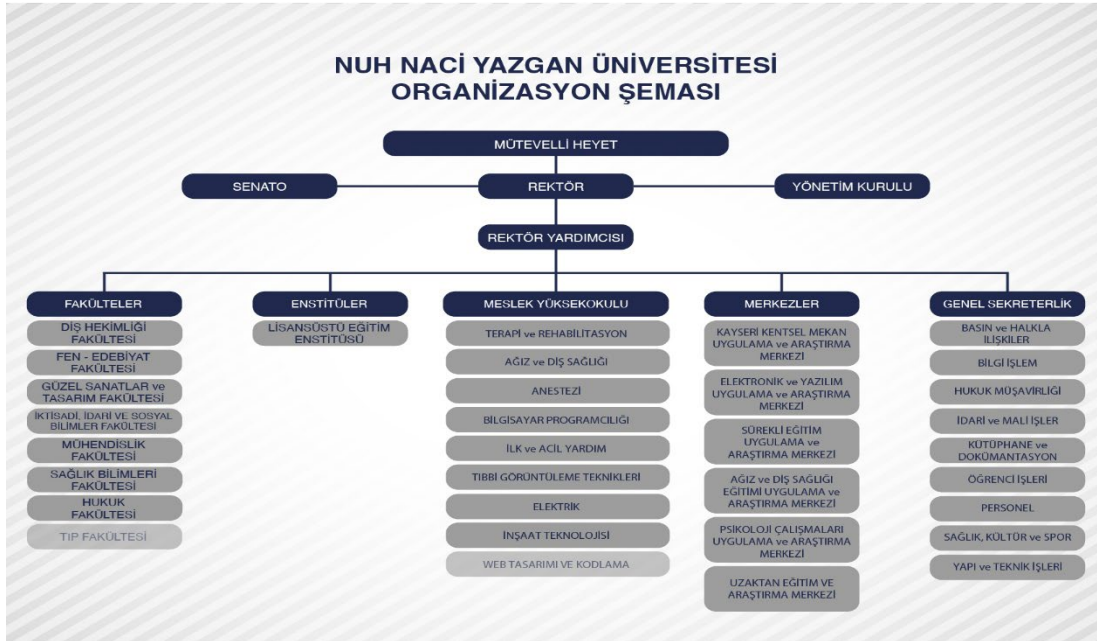 NUH NACİ YAZGAN ÜNİVERSİTESİ
ORGANİZASYON ŞEMASI
MÜTEVELLİ HEYET
SENATO
REKTÖR
YÖNETİM KURULU
REKTÖR YARDIMCISI
FAKÜLTELER
DİŞ HEKİMLİĞİ
FAKÜLTESİ
FEN - EDEBİYAT
FAKÜLTESİ
GÜZEL SANATLAR ve
TASARIM FAKÜLTESİ
İKTİSADİ, İDARİ VE SOSYAL
BİLİMLER FAKÜLTESİ
MÜHENDİSLİK
FAKÜLTESİ
SAĞLIK BİLİMLERİ
FAKÜLTESİ
HUKUK
FAKÜLTESİ
TIP FAKÜLTESİ
ENSTİTÜLER
LİSANSÜSTÜ EĞİTİM
ENSTİTÜSÜ
MESLEK YÜKSEKOKULU
TERAPİ ve REHABİLİTASYON
AĞIZ ve DİŞ SAĞLIĞI
ANESTEZİ
BİLGİSAYAR PROGRAMCILIĞI
İLK ve ACİL YARDIM
TIBBİ GÖRÜNTÜLEME TEKNİKLERİ
ELEKTRİK
İNŞAAT TEKNOLOJİSİ
WEB TASARIMI VE KODLAMA
MERKEZLER
KAYSERİ KENTSEL MEKAN
UYGULAMA ve ARAŞTIRMA
MERKEZİ
ELEKTRONİK ve YAZILIM
UYGULAMA ve ARAŞTIRMA
MERKEZİ
SÜREKLİ EĞİTİM
UYGULAMA ve
ARAŞTIRMA MERKEZİ
AĞIZ ve DİŞ SAĞLIĞI
EĞİTİMİ UYGULAMA ve
ARAŞTIRMA MERKEZİ
PSİKOLOJİ ÇALIŞMALARI
UYGULAMA ve ARAŞTIRMA
MERKEZİ
UZAKTAN EĞİTİM VE
ARAŞTIRMA MERKEZİ
GENEL SEKRETERLİK
BASIN ve HALKLA
İLİŞKİLER
BİLGİ İŞLEM
HUKUK MÜŞAVİRLİĞİ
İDARİ ve MALİ İŞLER
KÜTÜPHANE ve
DOKÜMANTASYON
ÖĞRENCİ İŞLERİ
PERSONEL
SAĞLIK, KÜLTÜR ve SPOR
YAPI ve TEKNİK İŞLERİ